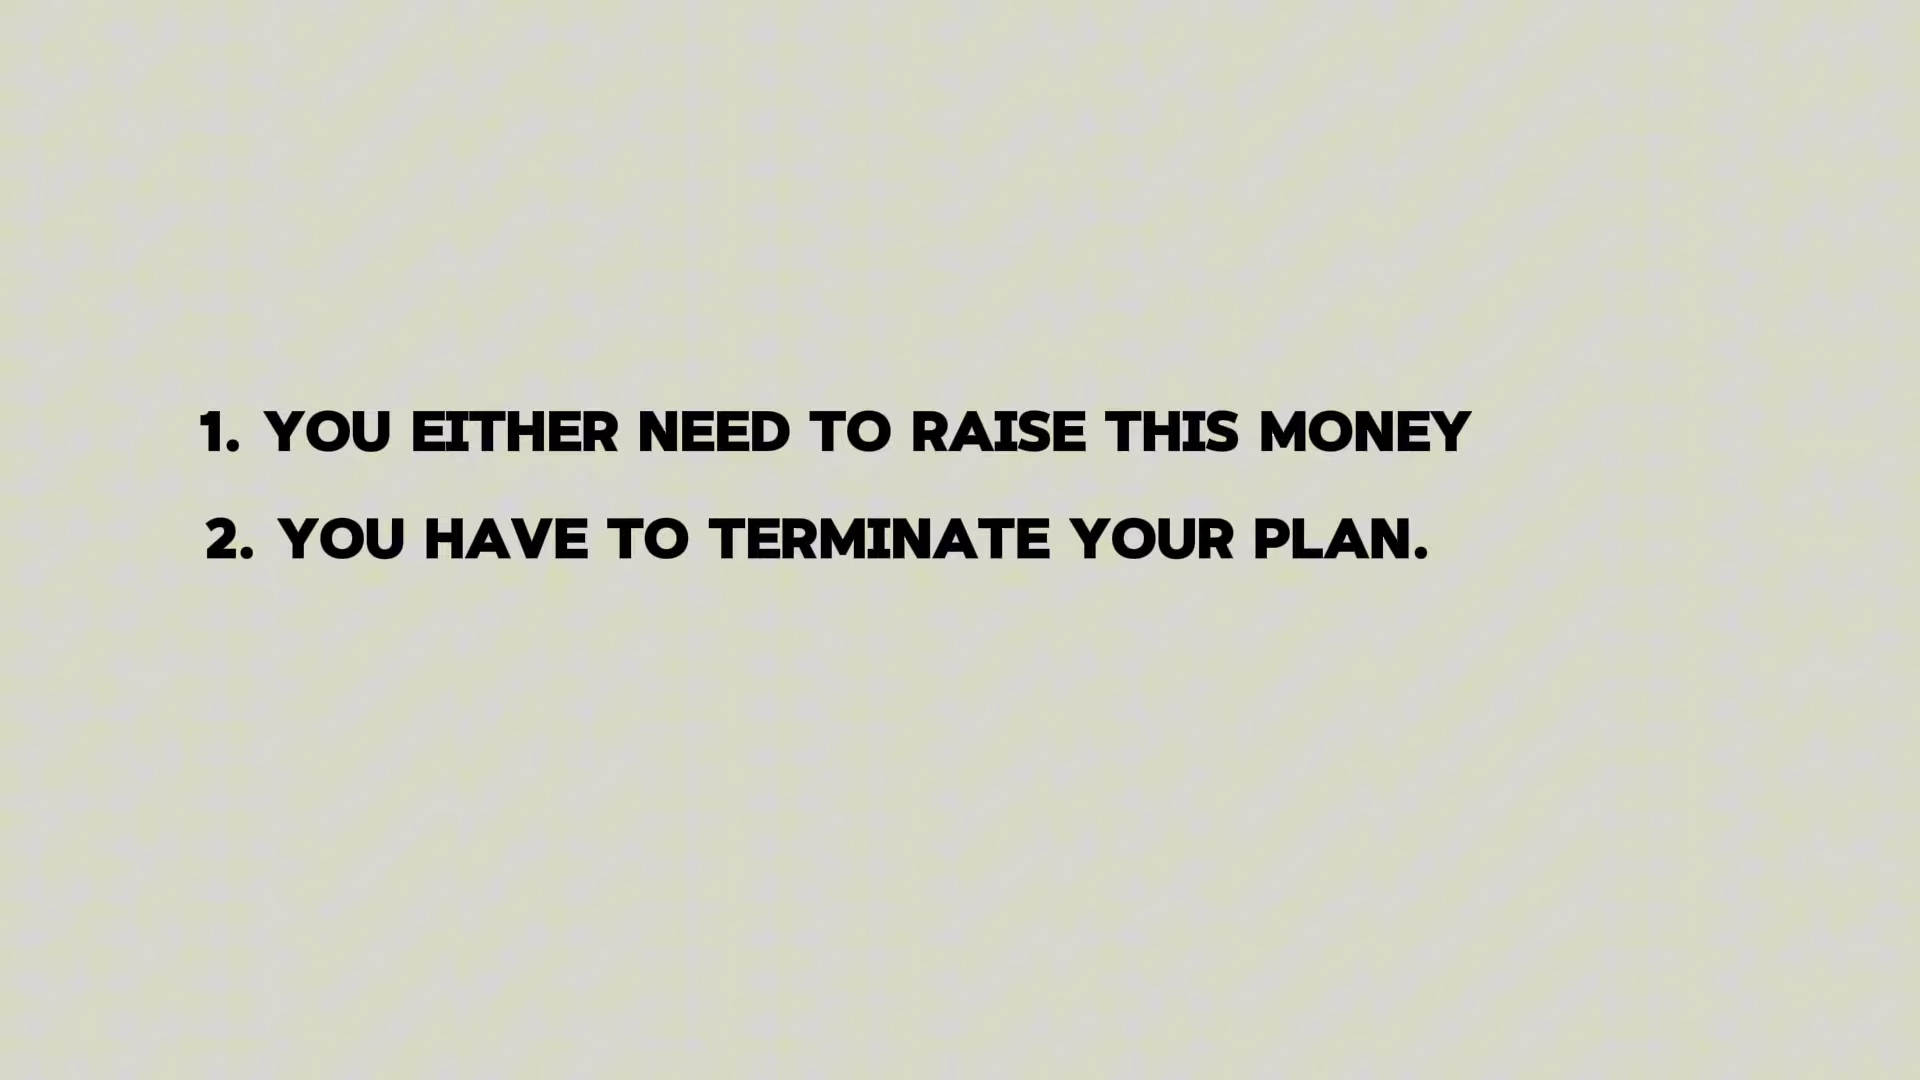 1. YOU EITHER NEED TO RAISE THIS MONEY
2. YOU HAVE TO TERMINATE YOUR PLAN.